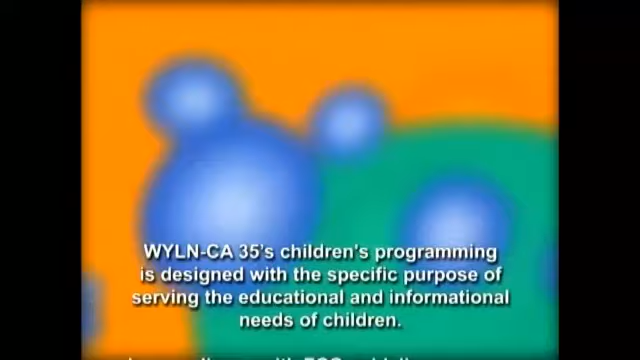 WYLN-CA 35's children's programming
is designed with the specific purpose of
serving the educational and informational
needs of children.